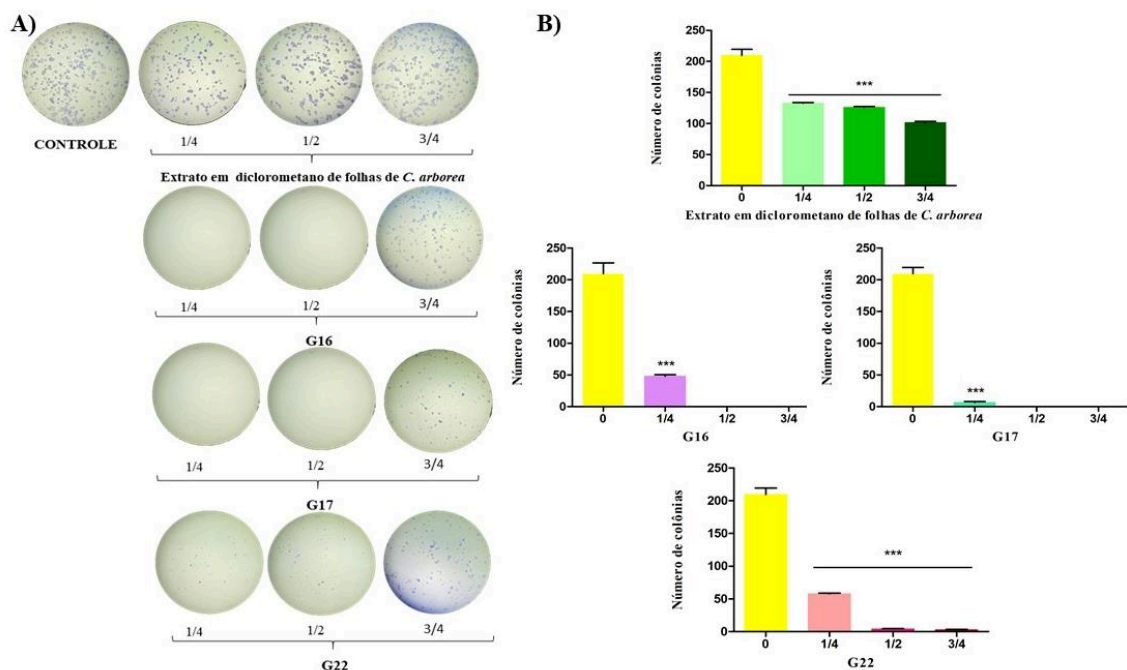 A)
CONTROLE
1/4 1/2 3/4
Extrato em diclorometano de folhas de C. arborea
1/4 1/2 3/4
G16
1/4 1/2 3/4
G17
1/4 1/2 3/4
G22
B)
Número de colônias
250
200
150
100
50
0
***
0 1/4 1/2 3/4
Extrato em diclorometano de folhas de C. arborea
Número de colônias
250
200
150
100
50
0
***
0 1/4 1/2 3/4
G16
Número de colônias
250
200
150
100
50
0
***
0 1/4 1/2 3/4
G17
Número de colônias
250
200
150
100
50
0
***
0 1/4 1/2 3/4
G22